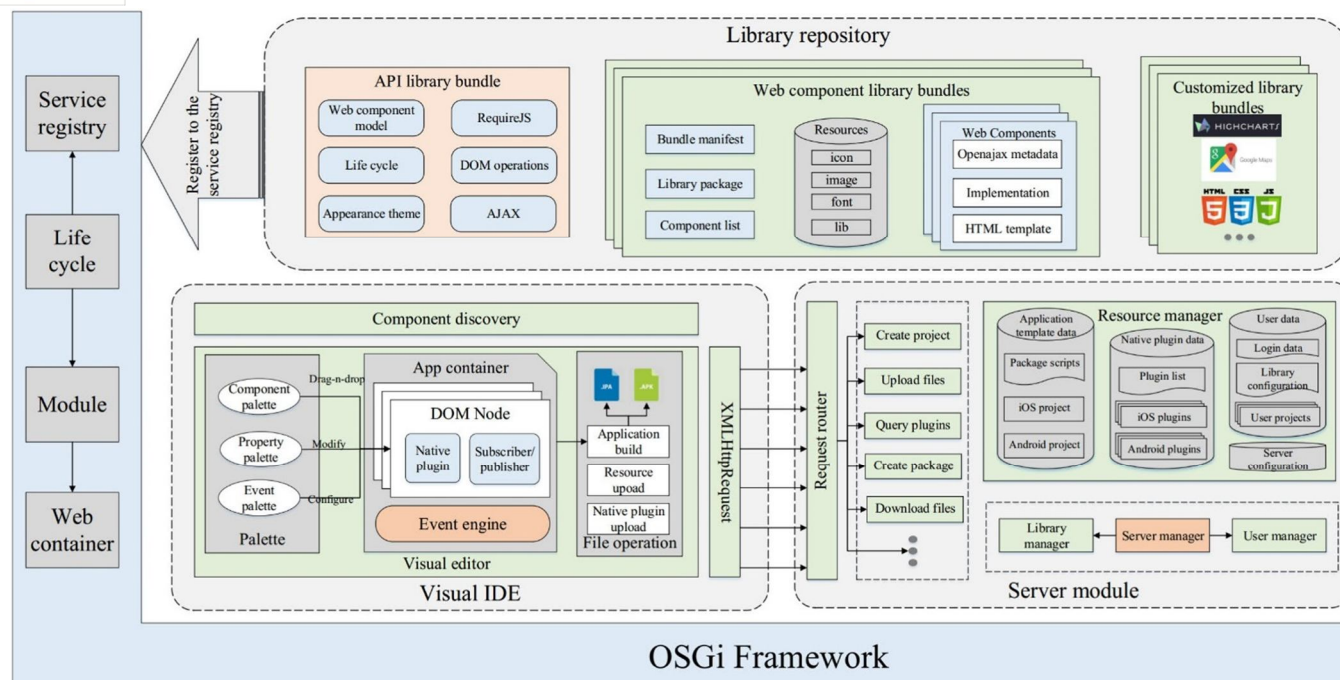 Library repository
Service
registry
Life
cycle
Module
Web
container
Register to the
service registry
API library bundle
Web component
model
RequireJS
Life cycle
DOM operations
Appearance theme
AJAX
Web component library bundles
Bundle manifest
Library package
Component list
Resources
icon
image
font
lib
Web Components
Openajax metadata
Implementation
HTML template
Customized library
bundles
HIGHCHARTS
Google Maps
HTML CSS JS
5 3
Component discovery
Component
palette
Property
palette
Event
palette
Palette
Drag-n-drop
Modify
Configure
App container
DOM Node
Native
plugin
Subscriber/
publisher
Event engine
JPA
.APK
Application
build
Resource
upoad
Native plugin
upload
File operation
Visual editor
Visual IDE
XMLHttpRequest
Request router
Create project
Upload files
Query plugins
Create package
Download files
Resource manager
Application
template data
Package scripts
iOS project
Android project
Native plugin data
Plugin list
iOS plugins
Android plugins
User data
Login data
Library
configuration
User projects
Server
configuration
Library
manager
Server manager
User manager
Server module
OSGi Framework